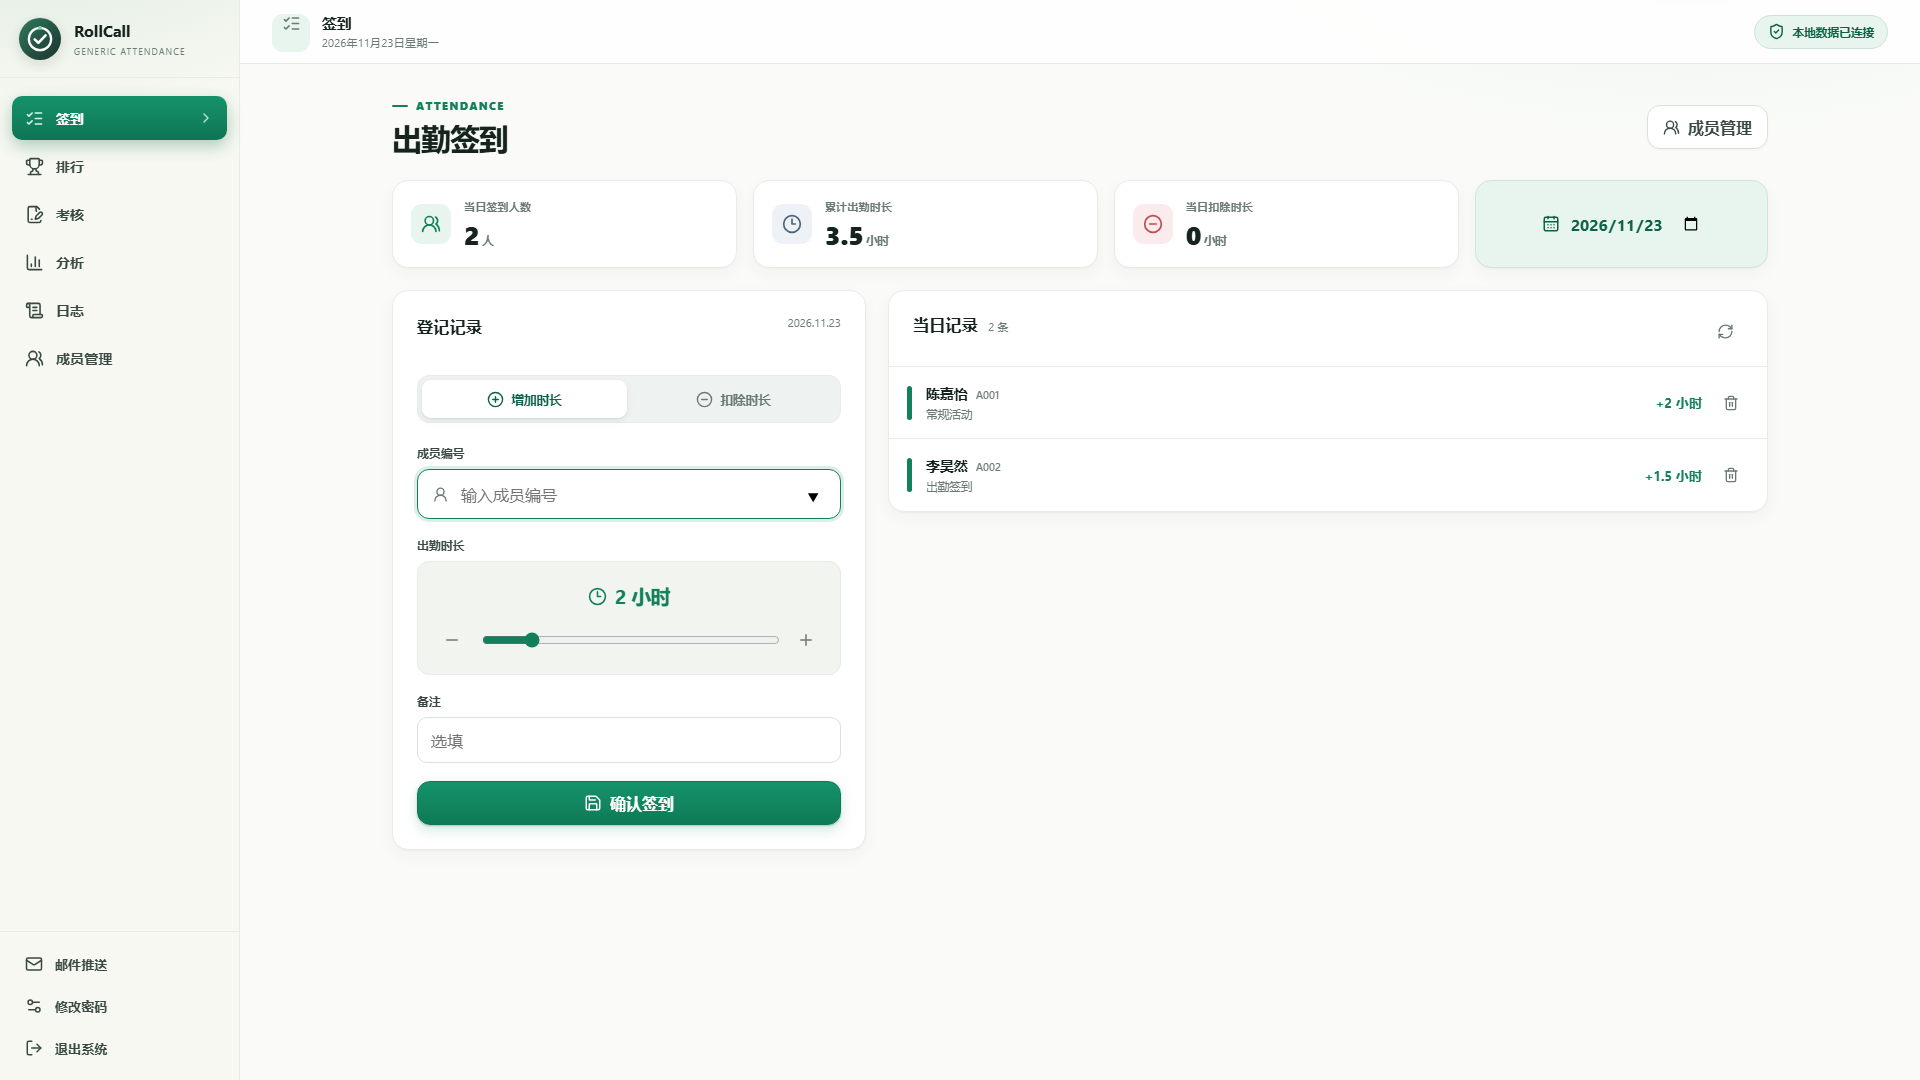 RollCall
GENERIC ATTENDANCE
签到
排行
考核
分析
日志
成员管理
邮件推送
修改密码
退出系统
签到
2026年11月23日星期一
本地数据已连接
ATTENDANCE
出勤签到
成员管理
当日签到人数
2 人
累计出勤时长
3.5 小时
当日扣除时长
0 小时
2026/11/23
登记记录
2026.11.23
增加时长
扣除时长
成员编号
输入成员编号
出勤时长
2 小时
备注
选填
确认签到
当日记录 2 条
陈嘉怡 A001
常规活动
+2 小时
李昊然 A002
出勤签到
+1.5 小时